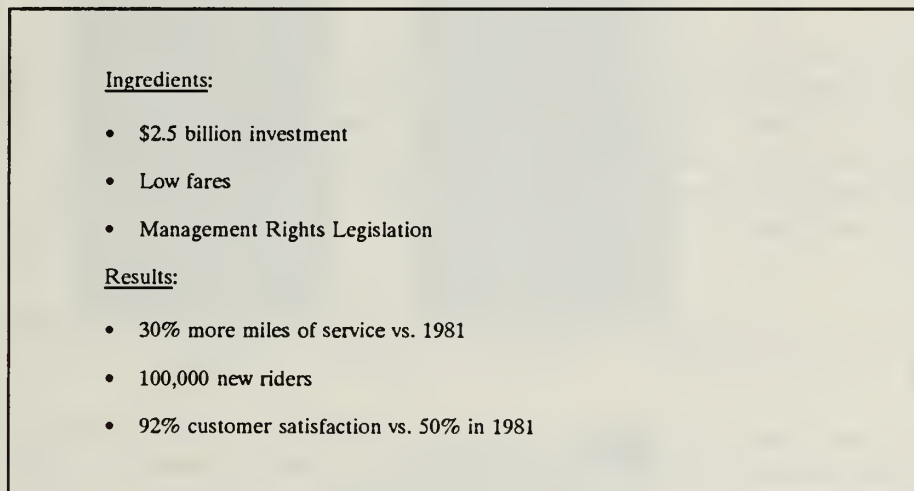 Ingredients:
• $2.5 billion investment
• Low fares
• Management Rights Legislation
Results:
• 30% more miles of service vs. 1981
• 100,000 new riders
• 92% customer satisfaction vs. 50% in 1981